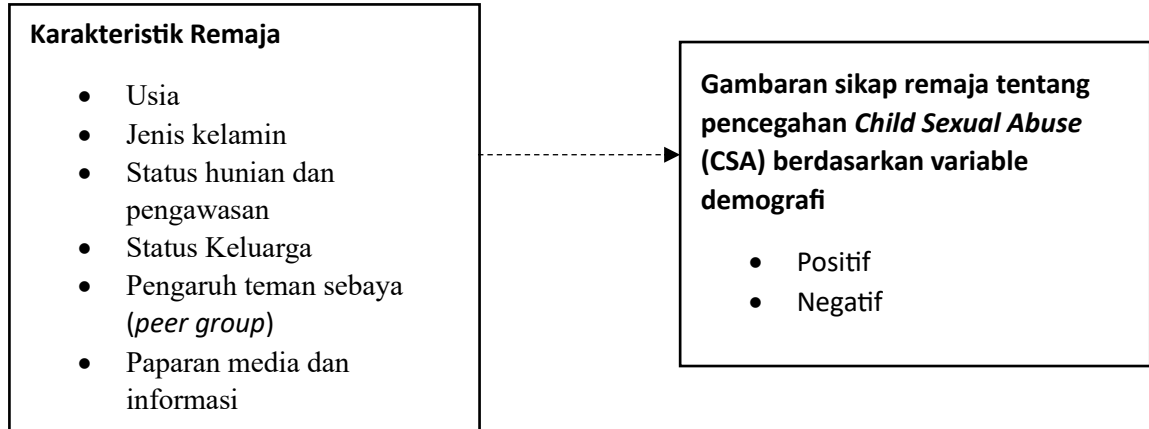 Karakteristik Remaja
• Usia
• Jenis kelamin
• Status hunian dan
pengawasan
• Status Keluarga
• Pengaruh teman sebaya
(peer group)
• Paparan media dan
informasi
Gambaran sikap remaja tentang
pencegahan Child Sexual Abuse
(CSA) berdasarkan variable
demografi
• Positif
• Negatif